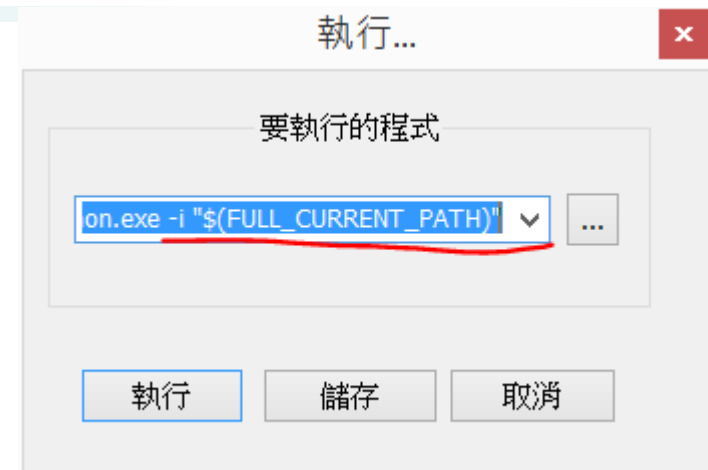 執行...
要執行的程式
on.exe -i "$(FULL_CURRENT_PATH)"
...
執行
儲存
取消